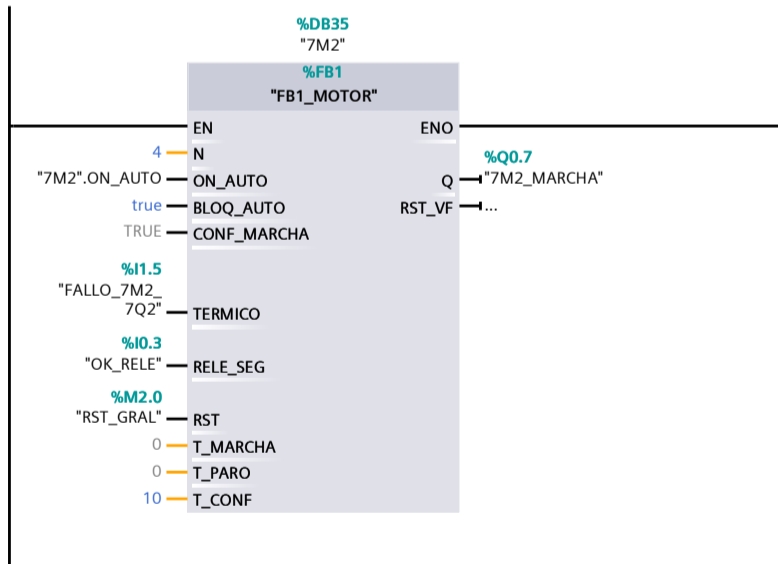 %DB35
"7M2"
%FB1
"FB1_MOTOR"
EN ENO
4 N
%Q0.7
"7M2".ON_AUTO ON_AUTO Q "7M2_MARCHA"
true BLOQ_AUTO RST_VF ...
TRUE CONF_MARCHA
%I1.5
"FALLO_7M2_
7Q2" TERMICO
%I0.3
"OK_RELE" RELE_SEG
%M2.0
"RST_GRAL" RST
0 T_MARCHA
0 T_PARO
10 T_CONF